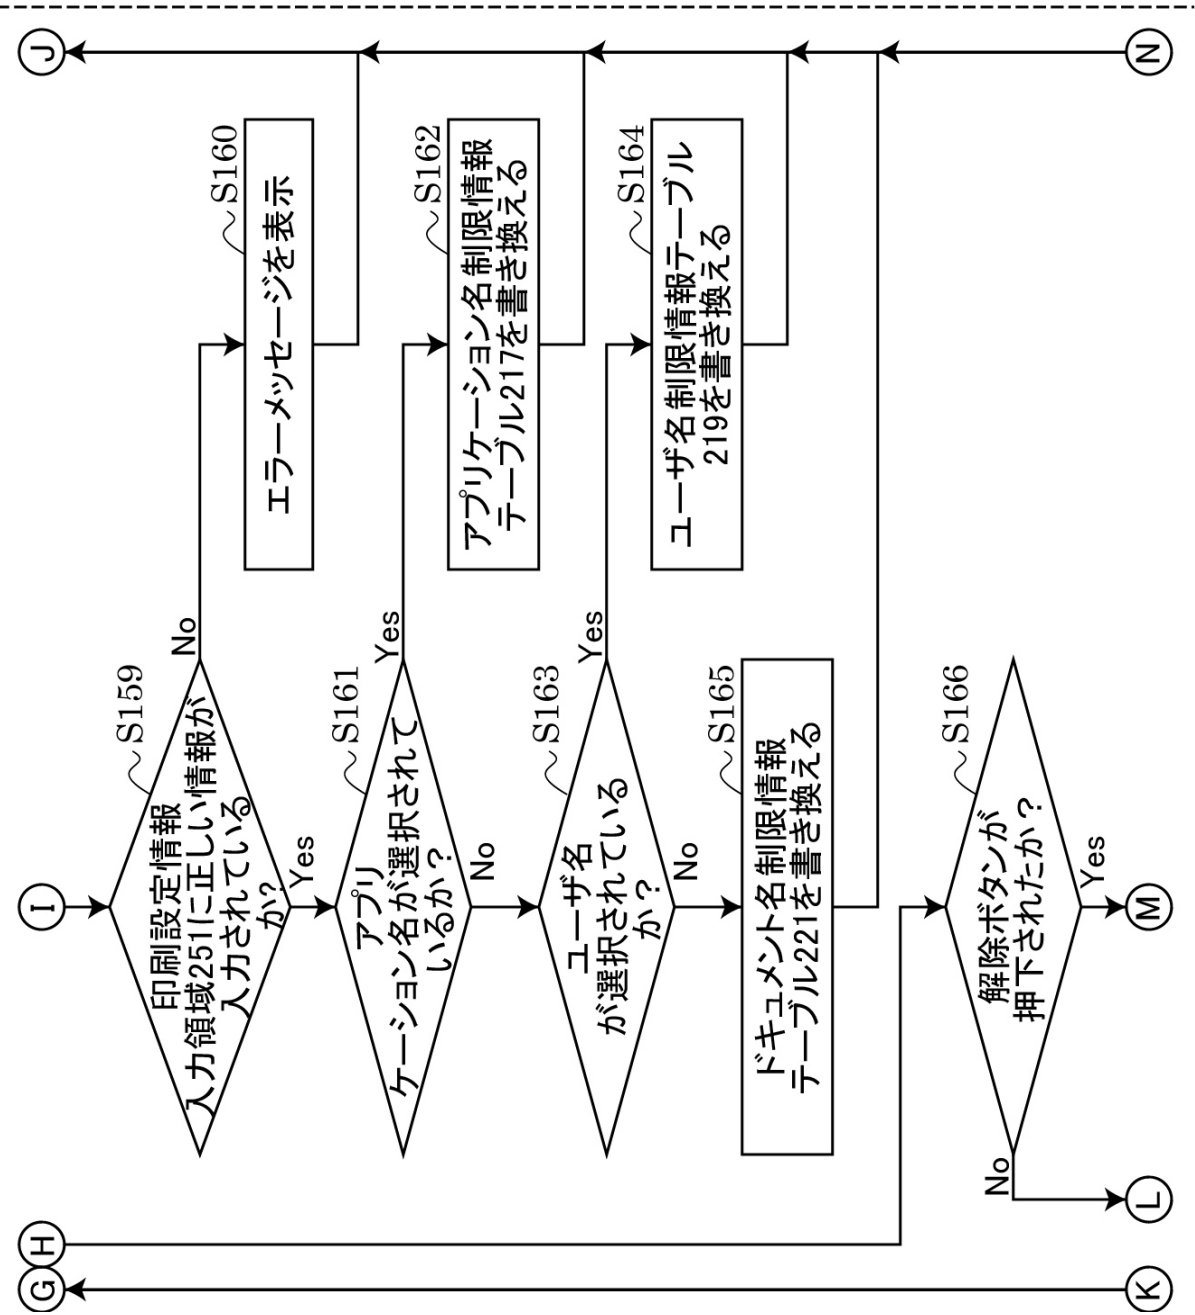 G
H
I
J
S159
印刷設定情報
入力領域251に正しい情報が
入力されている
か?
No
Yes
S160
エラーメッセージを表示
S161
アプリ
ケーション名が選択されて
いるか?
Yes
No
S162
アプリケーション名制限情報
テーブル217を書き換える
S163
ユーザ名
が選択されている
か?
Yes
No
S164
ユーザ名制限情報テーブル
219を書き換える
S165
ドキュメント名制限情報
テーブル221を書き換える
S166
解除ボタンが
押下されたか?
No
Yes
K
L
M
N